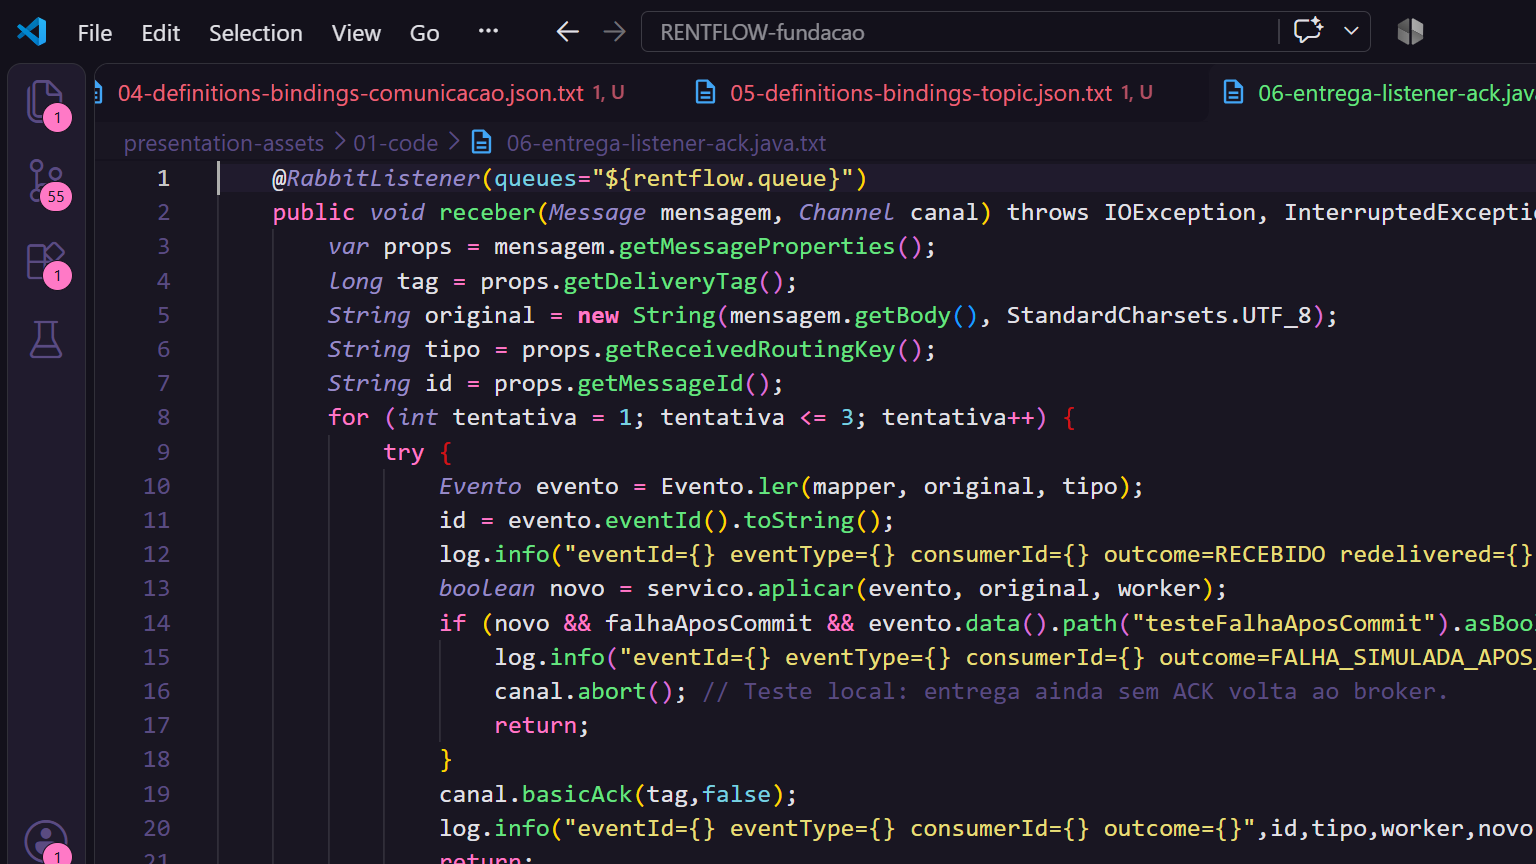 File Edit Selection View Go ···
RENTFLOW-fundacao
04-definitions-bindings-comunicacao.json.txt 1, U
05-definitions-bindings-topic.json.txt 1, U
06-entrega-listener-ack.jav
presentation-assets > 01-code > 06-entrega-listener-ack.java.txt
1
55
1
1
1 @RabbitListener(queues="${rentflow.queue}")
2 public void receber(Message mensagem, Channel canal) throws IOException, InterruptedExcepti
3 var props = mensagem.getMessageProperties();
4 long tag = props.getDeliveryTag();
5 String original = new String(mensagem.getBody(), StandardCharsets.UTF_8);
6 String tipo = props.getReceivedRoutingKey();
7 String id = props.getMessageId();
8 for (int tentativa = 1; tentativa <= 3; tentativa++) {
9 try {
10 Evento evento = Evento.ler(mapper, original, tipo);
11 id = evento.eventId().toString();
12 log.info("eventId={} eventType={} consumerId={} outcome=RECEBIDO redelivered={}
13 boolean novo = servico.aplicar(evento, original, worker);
14 if (novo && falhaAposCommit && evento.data().path("testeFalhaAposCommit").asBoo
15 log.info("eventId={} eventType={} consumerId={} outcome=FALHA_SIMULADA_APOS_
16 canal.abort(); // Teste local: entrega ainda sem ACK volta ao broker.
17 return;
18 }
19 canal.basicAck(tag,false);
20 log.info("eventId={} eventType={} consumerId={} outcome={}",id,tipo,worker,novo
21 return;